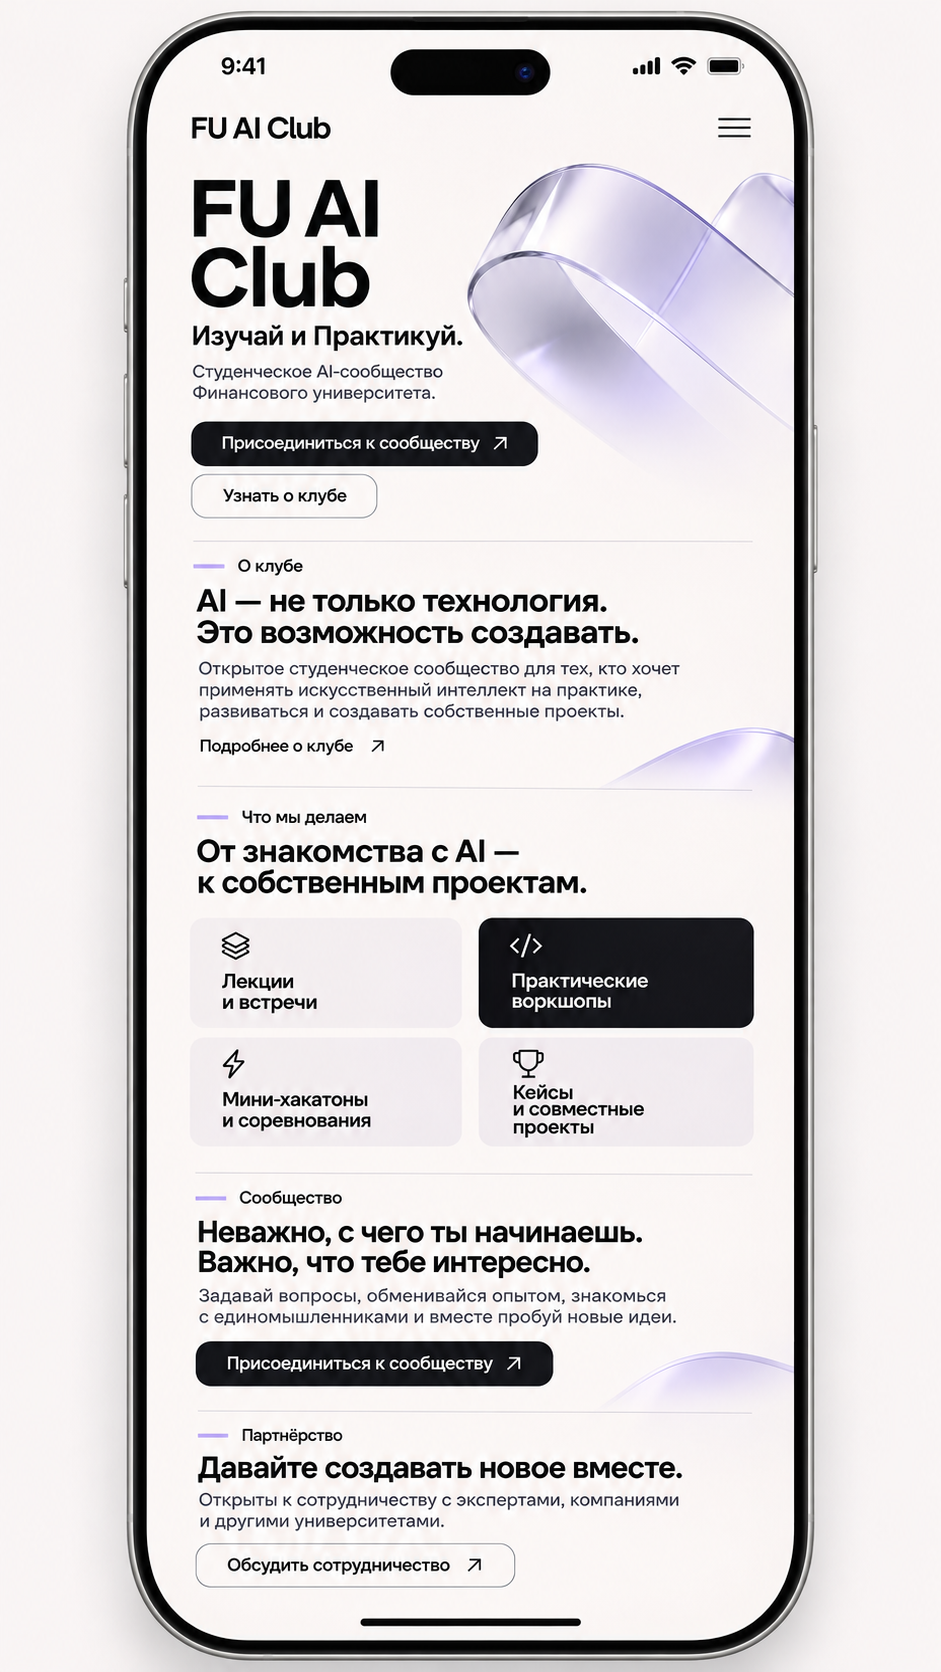 9:41
FU AI Club
FU AI
Club
Изучай и Практикуй.
Студенческое AI-сообщество
Финансового университета.
Присоединиться к сообществу
Узнать о клубе
О клубе
AI — не только технология.
Это возможность создавать.
Открытое студенческое сообщество для тех, кто хочет
применять искусственный интеллект на практике,
развиваться и создавать собственные проекты.
Подробнее о клубе
Что мы делаем
От знакомства с AI —
к собственным проектам.
Лекции
и встречи
Практические
воркшопы
Мини-хакатоны
и соревнования
Кейсы
и совместные
проекты
Сообщество
Неважно, с чего ты начинаешь.
Важно, что тебе интересно.
Задавай вопросы, обменивайся опытом, знакомься
с единомышленниками и вместе пробуй новые идеи.
Присоединиться к сообществу
Партнёрство
Давайте создавать новое вместе.
Открыты к сотрудничеству с экспертами, компаниями
и другими университетами.
Обсудить сотрудничество